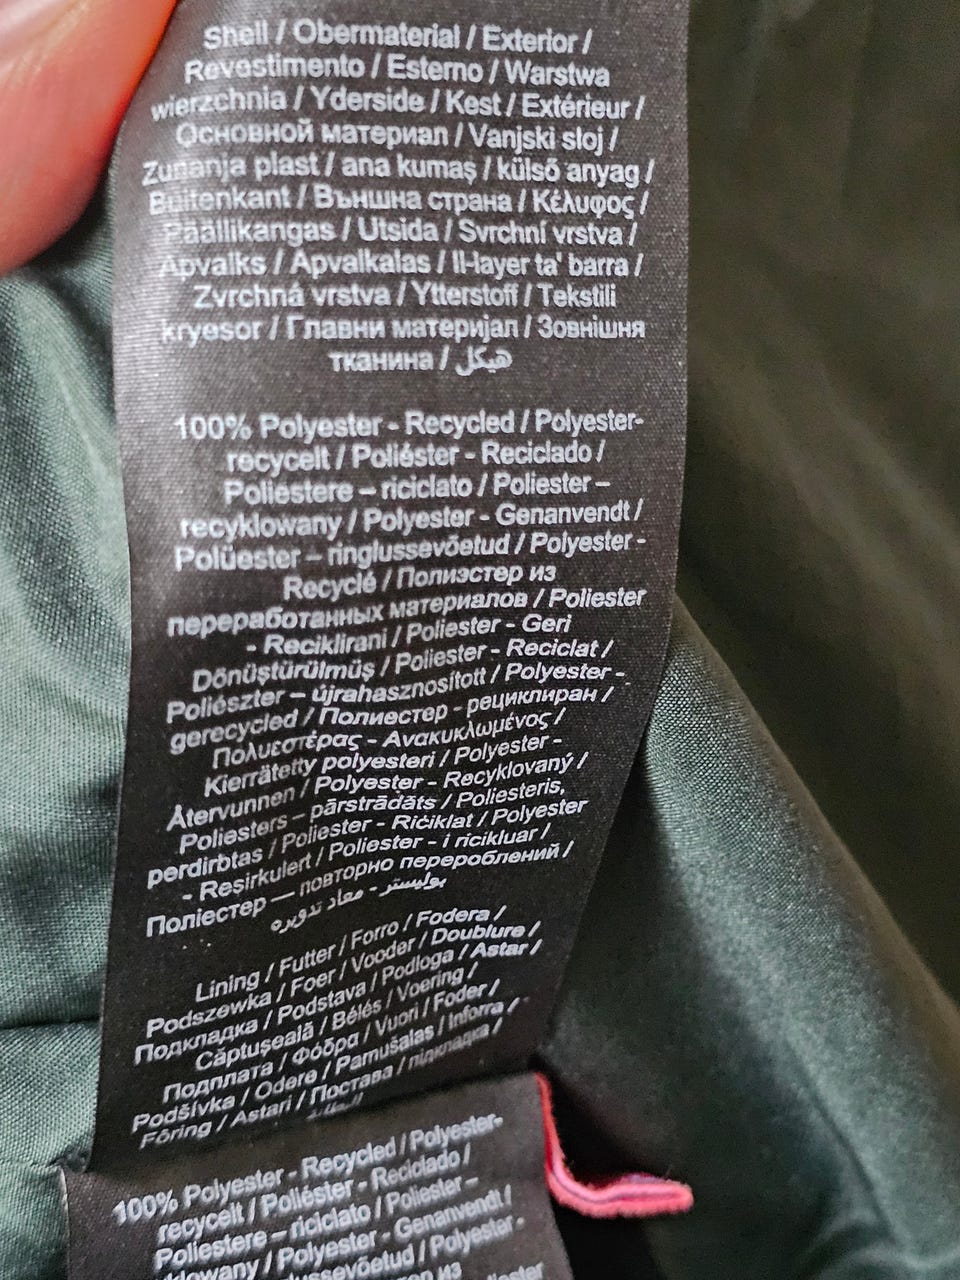 Shell / Obermaterial / Exterior /
Revestimento / Esterno / Warstwa
wierzchnia / Yderside / Kest / Extérieur /
Основной материал / Vanjski sloj /
Zunanja plast / ana kumaş / külső anyag /
Buitenkant / Външна страна / Κέλυφος /
Päällikangas / Utsida / Svrchní vrstva /
Apvalks / Apvalkalas / Il-layer ta' barra /
Zvrchná vrstva / Ytterstoff / Tekstili
kryesor / Главни материјал / Зовнішня
тканина / هيكل
100% Polyester - Recycled / Polyester-
recycelt / Poliéster - Reciclado /
Poliestere – riciclato / Poliester –
recyklowany / Polyester - Genanvendt /
Polüester – ringlussevõetud / Polyester -
Recyclé / Полиэстер из
переработанных материалов / Poliester
- Reciklirani / Poliester - Geri
Dönüştürülmüş / Poliester - Reciclat /
Poliészter – újrahasznosított / Polyester -
gerecycled / Полиестер - рециклиран /
Πολυεστέρας - Ανακυκλωμένος /
Kierrätetty polyesteri / Polyester -
Återvunnen / Polyester - Recyklovaný /
Poliesters – pārstrādāts / Poliesteris,
perdirbtas / Poliester - Riċiklat / Polyester
- Resirkulert / Poliester - i ricikluar /
Поліестер — повторно перероблений /
بوليستر - معاد تدويره
Lining / Futter / Forro / Fodera /
Podszewka / Foer / Vooder / Doublure /
Подкладка / Podstava / Podloga / Astar /
Căptușeală / Bélés / Voering /
Подплата / Φόδρα / Vuori / Foder /
Podšívka / Odere / Pamušalas / Inforra /
Fôring / Astari / Постава / підкладка /
100% Polyester - Recycled / Polyester-
recycelt / Poliéster - Reciclado /
Poliestere – riciclato / Poliester –
klowany / Polyester - Genanvendt /
ringlussevõetud / Polyester -
из